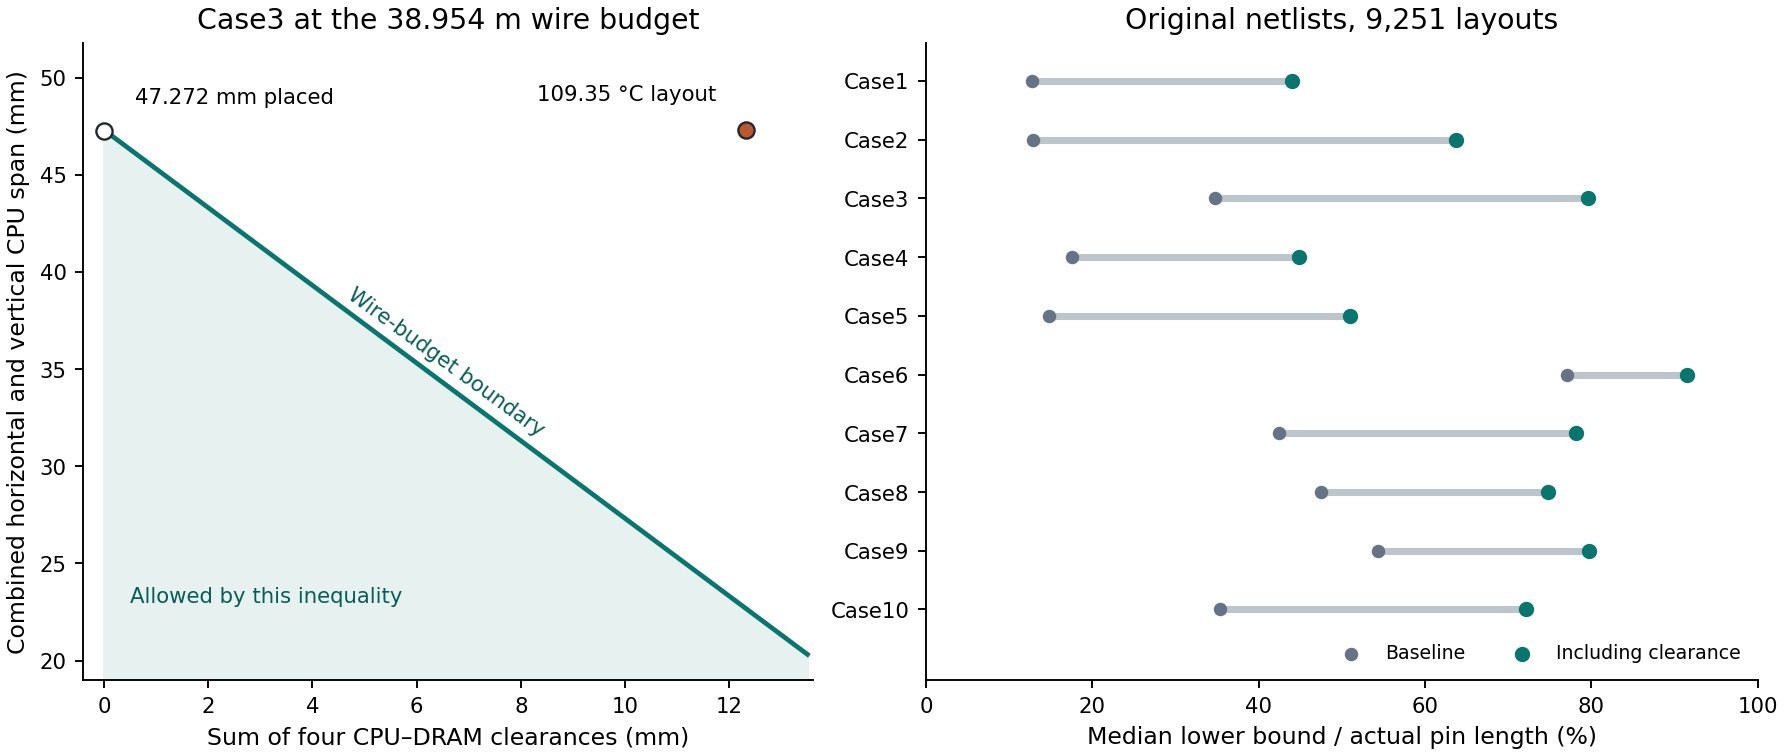 Case3 at the 38.954 m wire budget
Combined horizontal and vertical CPU span (mm)
50
45
40
35
30
25
20
47.272 mm placed
109.35 °C layout
Wire-budget boundary
Allowed by this inequality
0 2 4 6 8 10 12
Sum of four CPU–DRAM clearances (mm)
Original netlists, 9,251 layouts
Case1
Case2
Case3
Case4
Case5
Case6
Case7
Case8
Case9
Case10
Baseline Including clearance
0 20 40 60 80 100
Median lower bound / actual pin length (%)